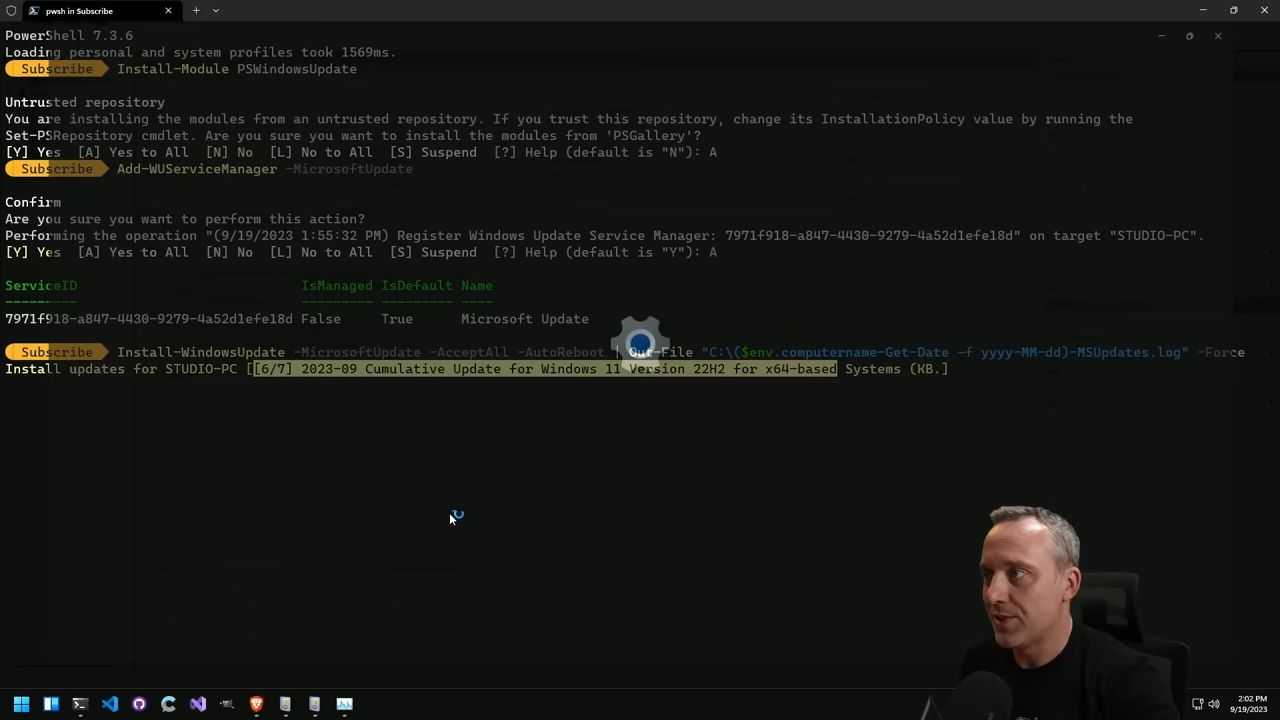 pwsh in Subscribe
PowerShell 7.3.6
Loading personal and system profiles took 1569ms.
Subscribe Install-Module PSWindowsUpdate
Untrusted repository
You are installing the modules from an untrusted repository. If you trust this repository, change its InstallationPolicy value by running the
Set-PSRepository cmdlet. Are you sure you want to install the modules from 'PSGallery'?
[Y] Yes [A] Yes to All [N] No [L] No to All [S] Suspend [?] Help (default is "N"): A
Subscribe Add-WUServiceManager -MicrosoftUpdate
Confirm
Are you sure you want to perform this action?
Performing the operation "(9/19/2023 1:55:32 PM) Register Windows Update Service Manager: 7971f918-a847-4430-9279-4a52d1efe18d" on target "STUDIO-PC".
[Y] Yes [A] Yes to All [N] No [L] No to All [S] Suspend [?] Help (default is "Y"): A
ServiceID IsManaged IsDefault Name
--------- --------- --------- ----
7971f918-a847-4430-9279-4a52d1efe18d False True Microsoft Update
Subscribe Install-WindowsUpdate -MicrosoftUpdate -AcceptAll -AutoReboot | Out-File "C:\($env.computername-Get-Date -f yyyy-MM-dd)-MSUpdates.log" -Force
Install updates for STUDIO-PC [[6/7] 2023-09 Cumulative Update for Windows 11 Version 22H2 for x64-based Systems (KB.]
2:02 PM
9/19/2023